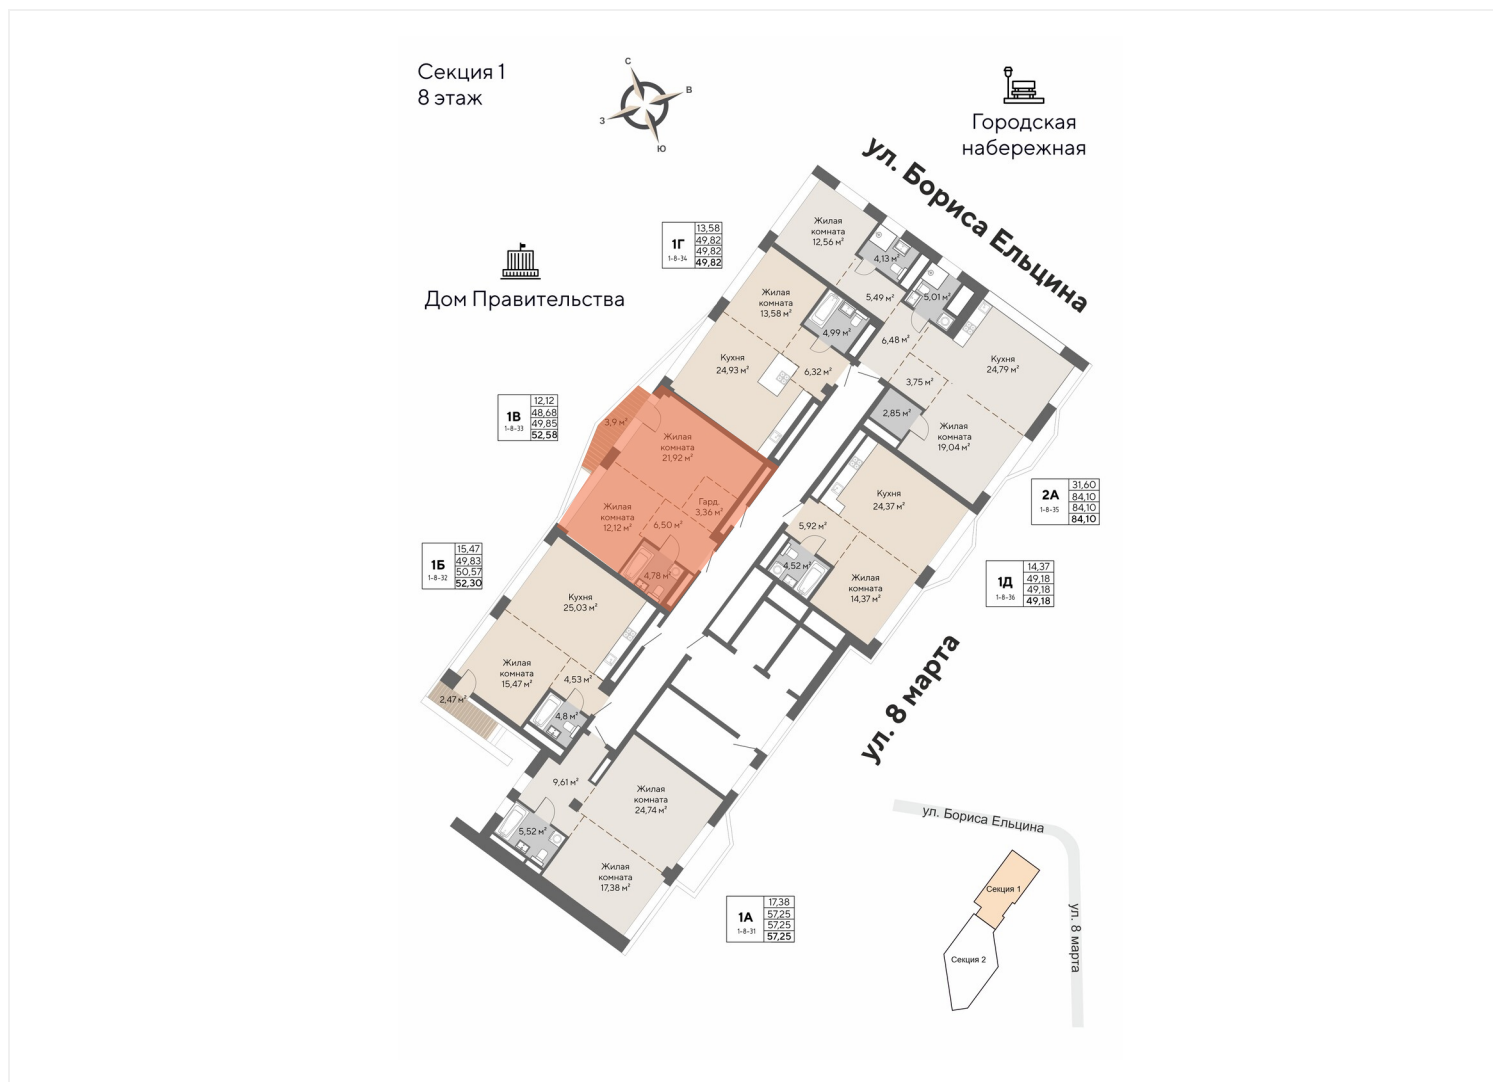 Секция 1
8 этаж
С
В
З
Ю
Городская
набережная
ул. Бориса Ельцина
Дом Правительства
1Г
1-8-34
13,58
49,82
49,82
49,82
Жилая
комната
12,56 м²
4,13 м²
5,49 м²
5,01 м²
Жилая
комната
13,58 м²
4,99 м²
6,48 м²
Кухня
24,93 м²
6,32 м²
Кухня
24,79 м²
3,75 м²
2,85 м²
Жилая
комната
19,04 м²
1В
1-8-33
12,12
48,68
49,85
52,58
3,9 м²
Жилая
комната
21,92 м²
Гард.
3,36 м²
Жилая
комната
12,12 м²
6,50 м²
4,78 м²
Кухня
24,37 м²
5,92 м²
4,52 м²
Жилая
комната
14,37 м²
2А
1-8-35
31,60
84,10
84,10
84,10
1Б
1-8-32
15,47
49,83
50,57
52,30
1Д
1-8-36
14,37
49,18
49,18
49,18
Кухня
25,03 м²
Жилая
комната
15,47 м²
4,53 м²
2,47 м²
4,8 м²
ул. 8 марта
9,61 м²
Жилая
комната
24,74 м²
5,52 м²
Жилая
комната
17,38 м²
1А
1-8-31
17,38
57,25
57,25
57,25
ул. Бориса Ельцина
Секция 1
ул. 8 марта
Секция 2